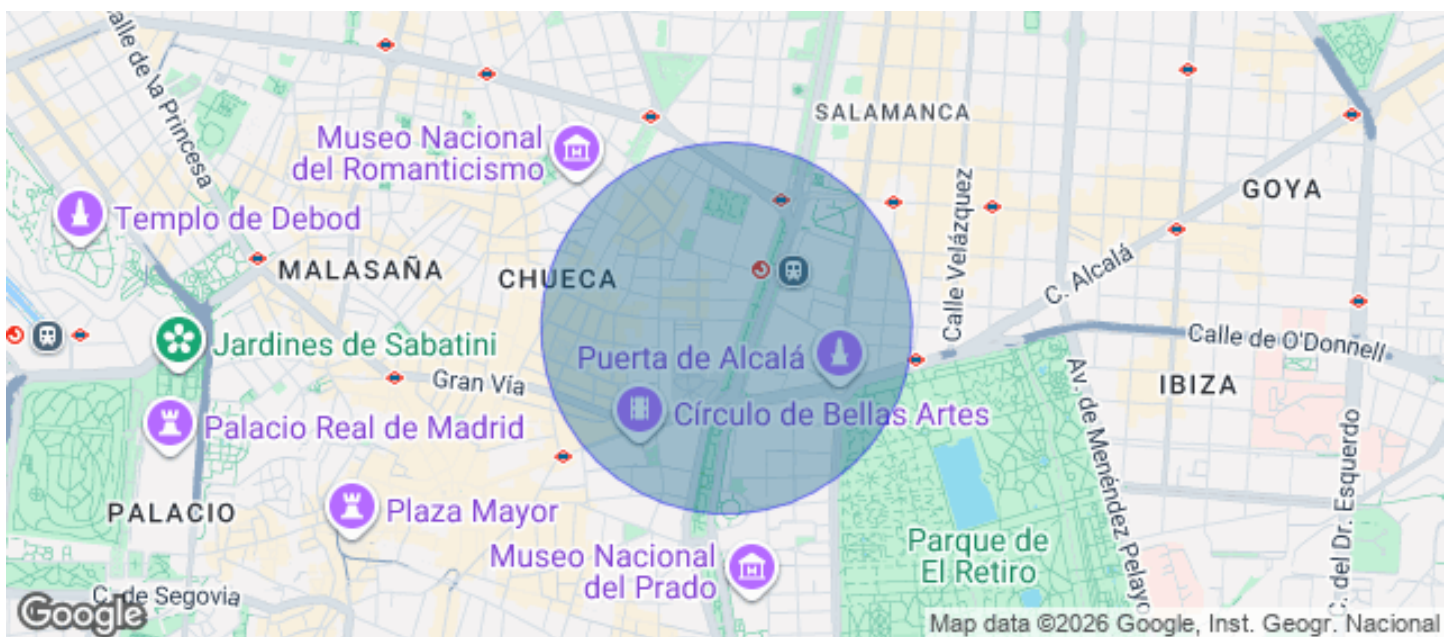 Calle de la Princesa
SALAMANCA
Museo Nacional
del Romanticismo
Calle Velázquez
GOYA
Templo de Debod
MALASAÑA
CHUECA
C. Alcalá
Jardines de Sabatini
Puerta de Alcalá
Calle de O'Donnell
Gran Vía
IBIZA
Palacio Real de Madrid
Círculo de Bellas Artes
Av. de Menéndez Pelayo
C. del Dr. Esquerdo
PALACIO
Plaza Mayor
Museo Nacional
del Prado
Parque de
El Retiro
C. de Segovia
Google
Map data ©2026 Google, Inst. Geogr. Nacional